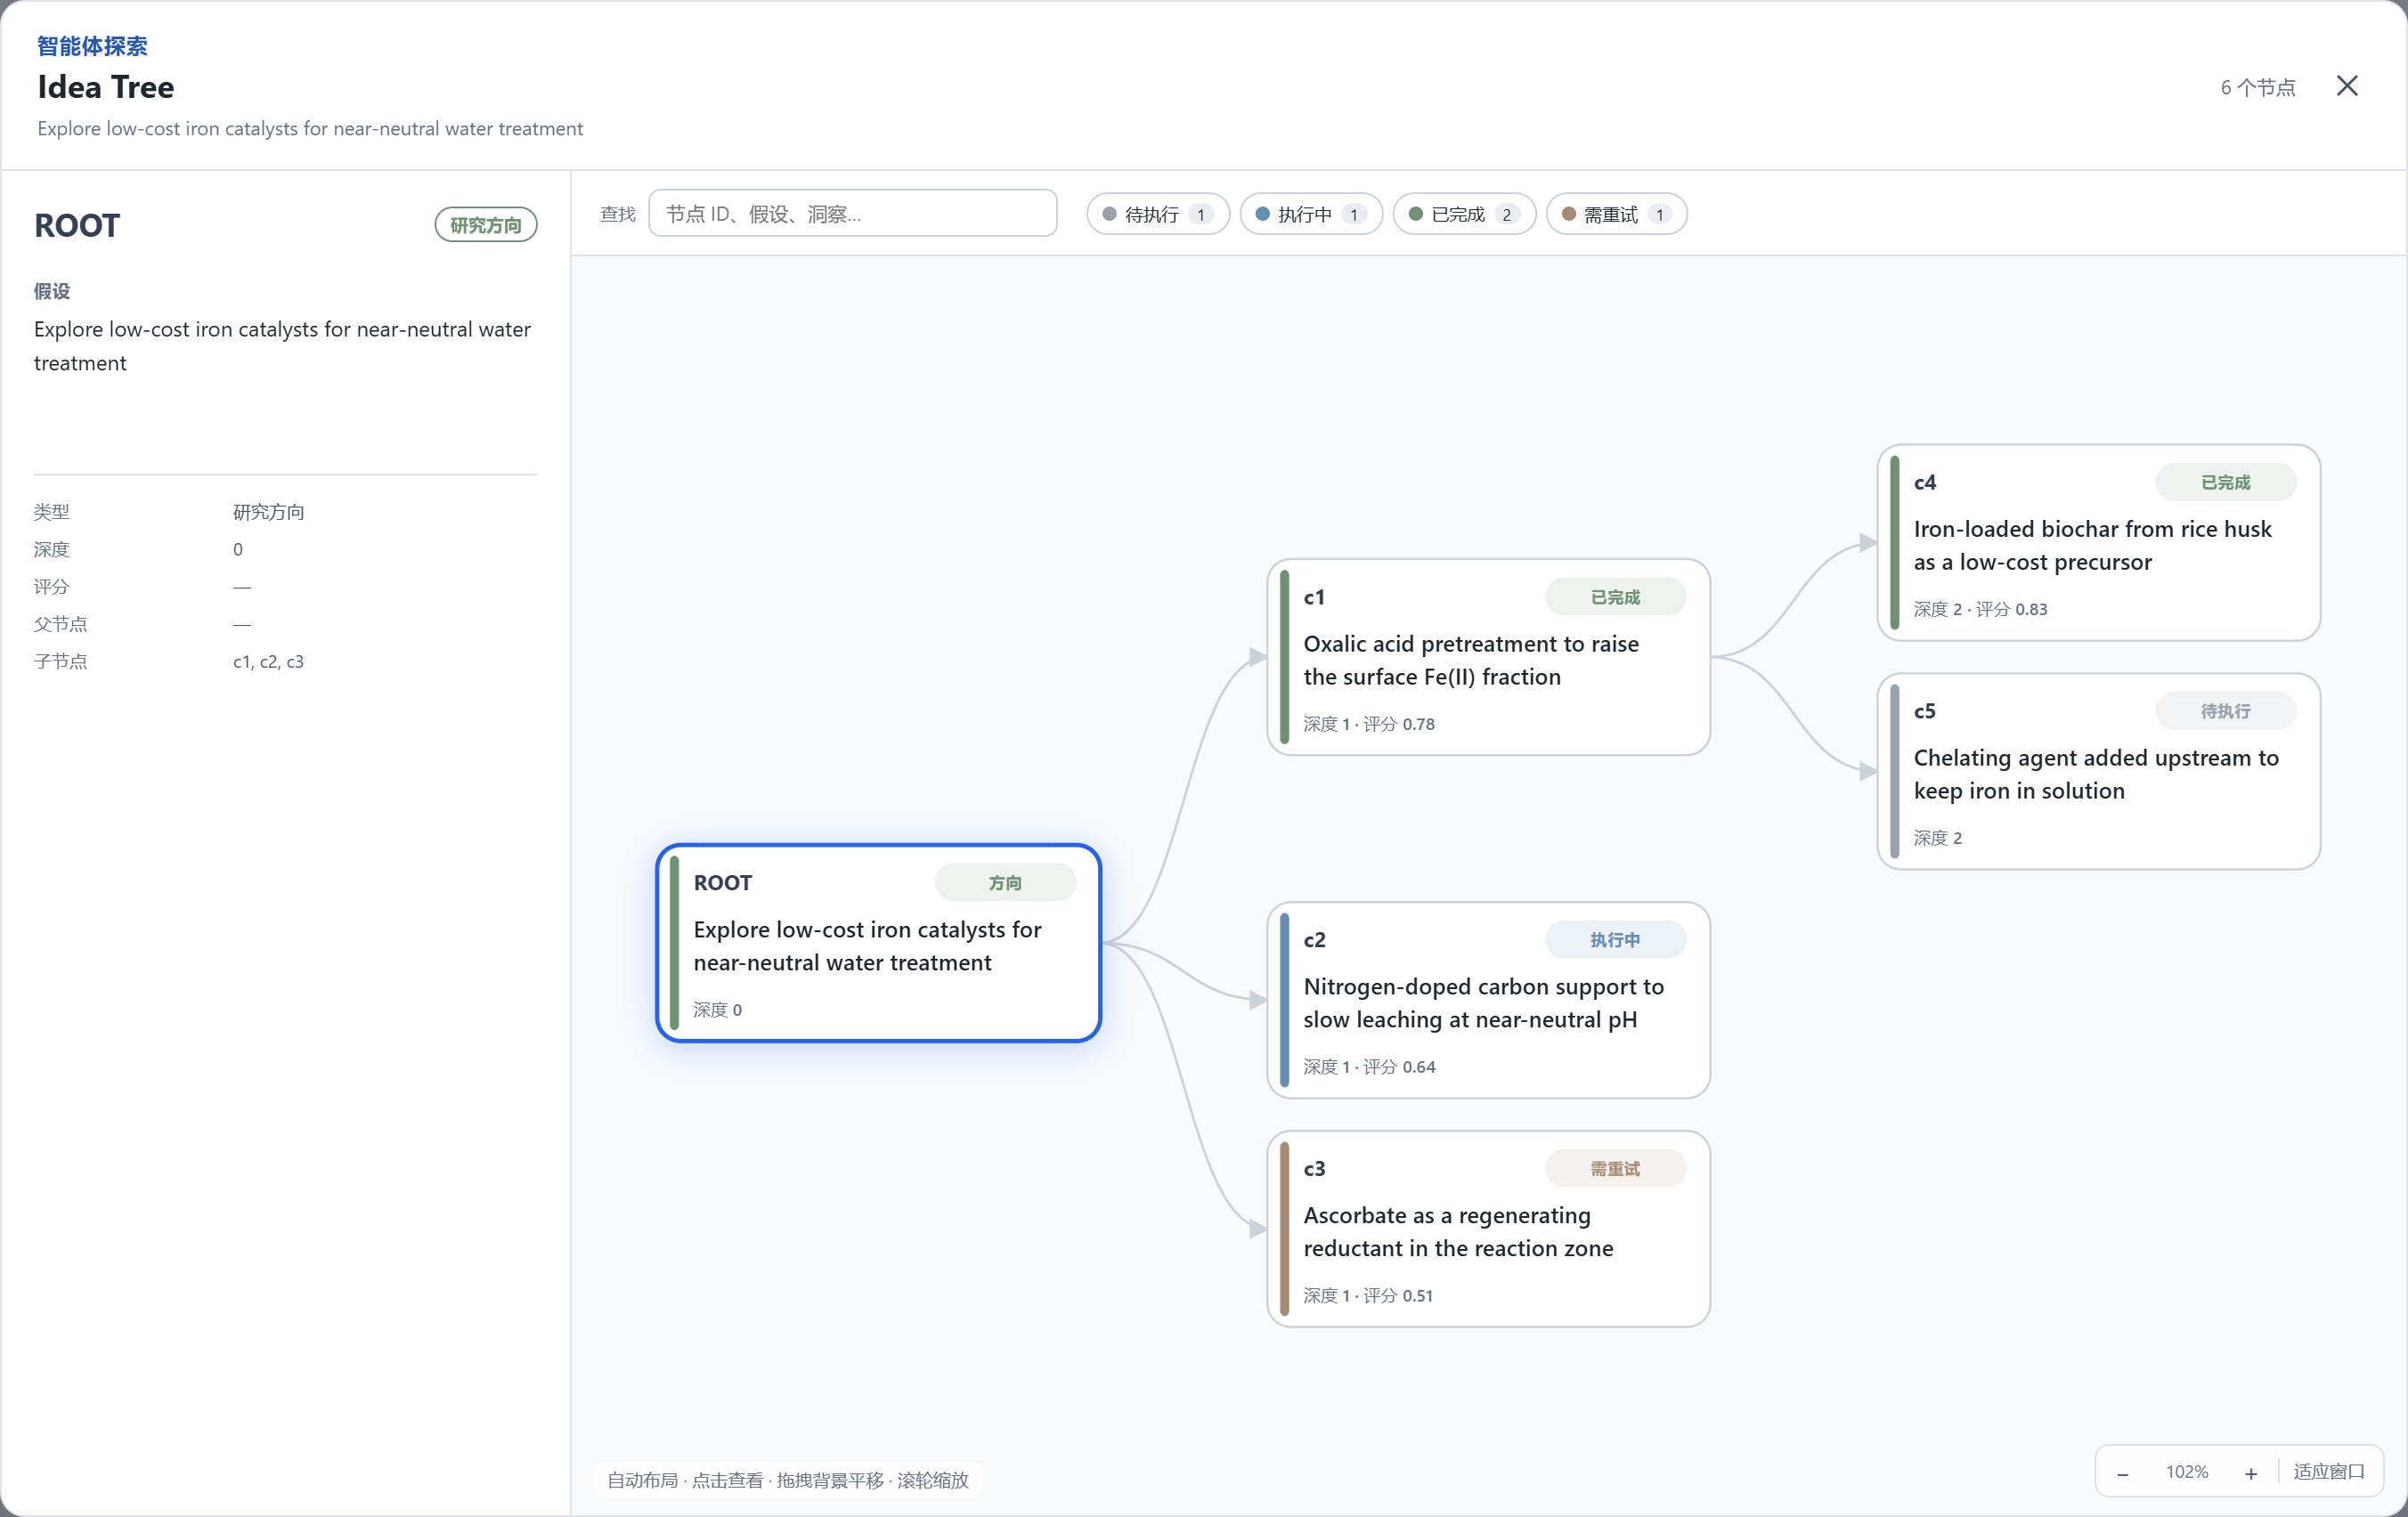 智能体探索
Idea Tree
Explore low-cost iron catalysts for near-neutral water treatment
6 个节点
ROOT
研究方向
假设
Explore low-cost iron catalysts for near-neutral water
treatment
类型 研究方向
深度 0
评分 —
父节点 —
子节点 c1, c2, c3
查找 节点 ID、假设、洞察...
待执行 1
执行中 1
已完成 2
需重试 1
ROOT 方向
Explore low-cost iron catalysts for
near-neutral water treatment
深度 0
c1 已完成
Oxalic acid pretreatment to raise
the surface Fe(II) fraction
深度 1 · 评分 0.78
c2 执行中
Nitrogen-doped carbon support to
slow leaching at near-neutral pH
深度 1 · 评分 0.64
c3 需重试
Ascorbate as a regenerating
reductant in the reaction zone
深度 1 · 评分 0.51
c4 已完成
Iron-loaded biochar from rice husk
as a low-cost precursor
深度 2 · 评分 0.83
c5 待执行
Chelating agent added upstream to
keep iron in solution
深度 2
自动布局 · 点击查看 · 拖拽背景平移 · 滚轮缩放
− 102% + 适应窗口